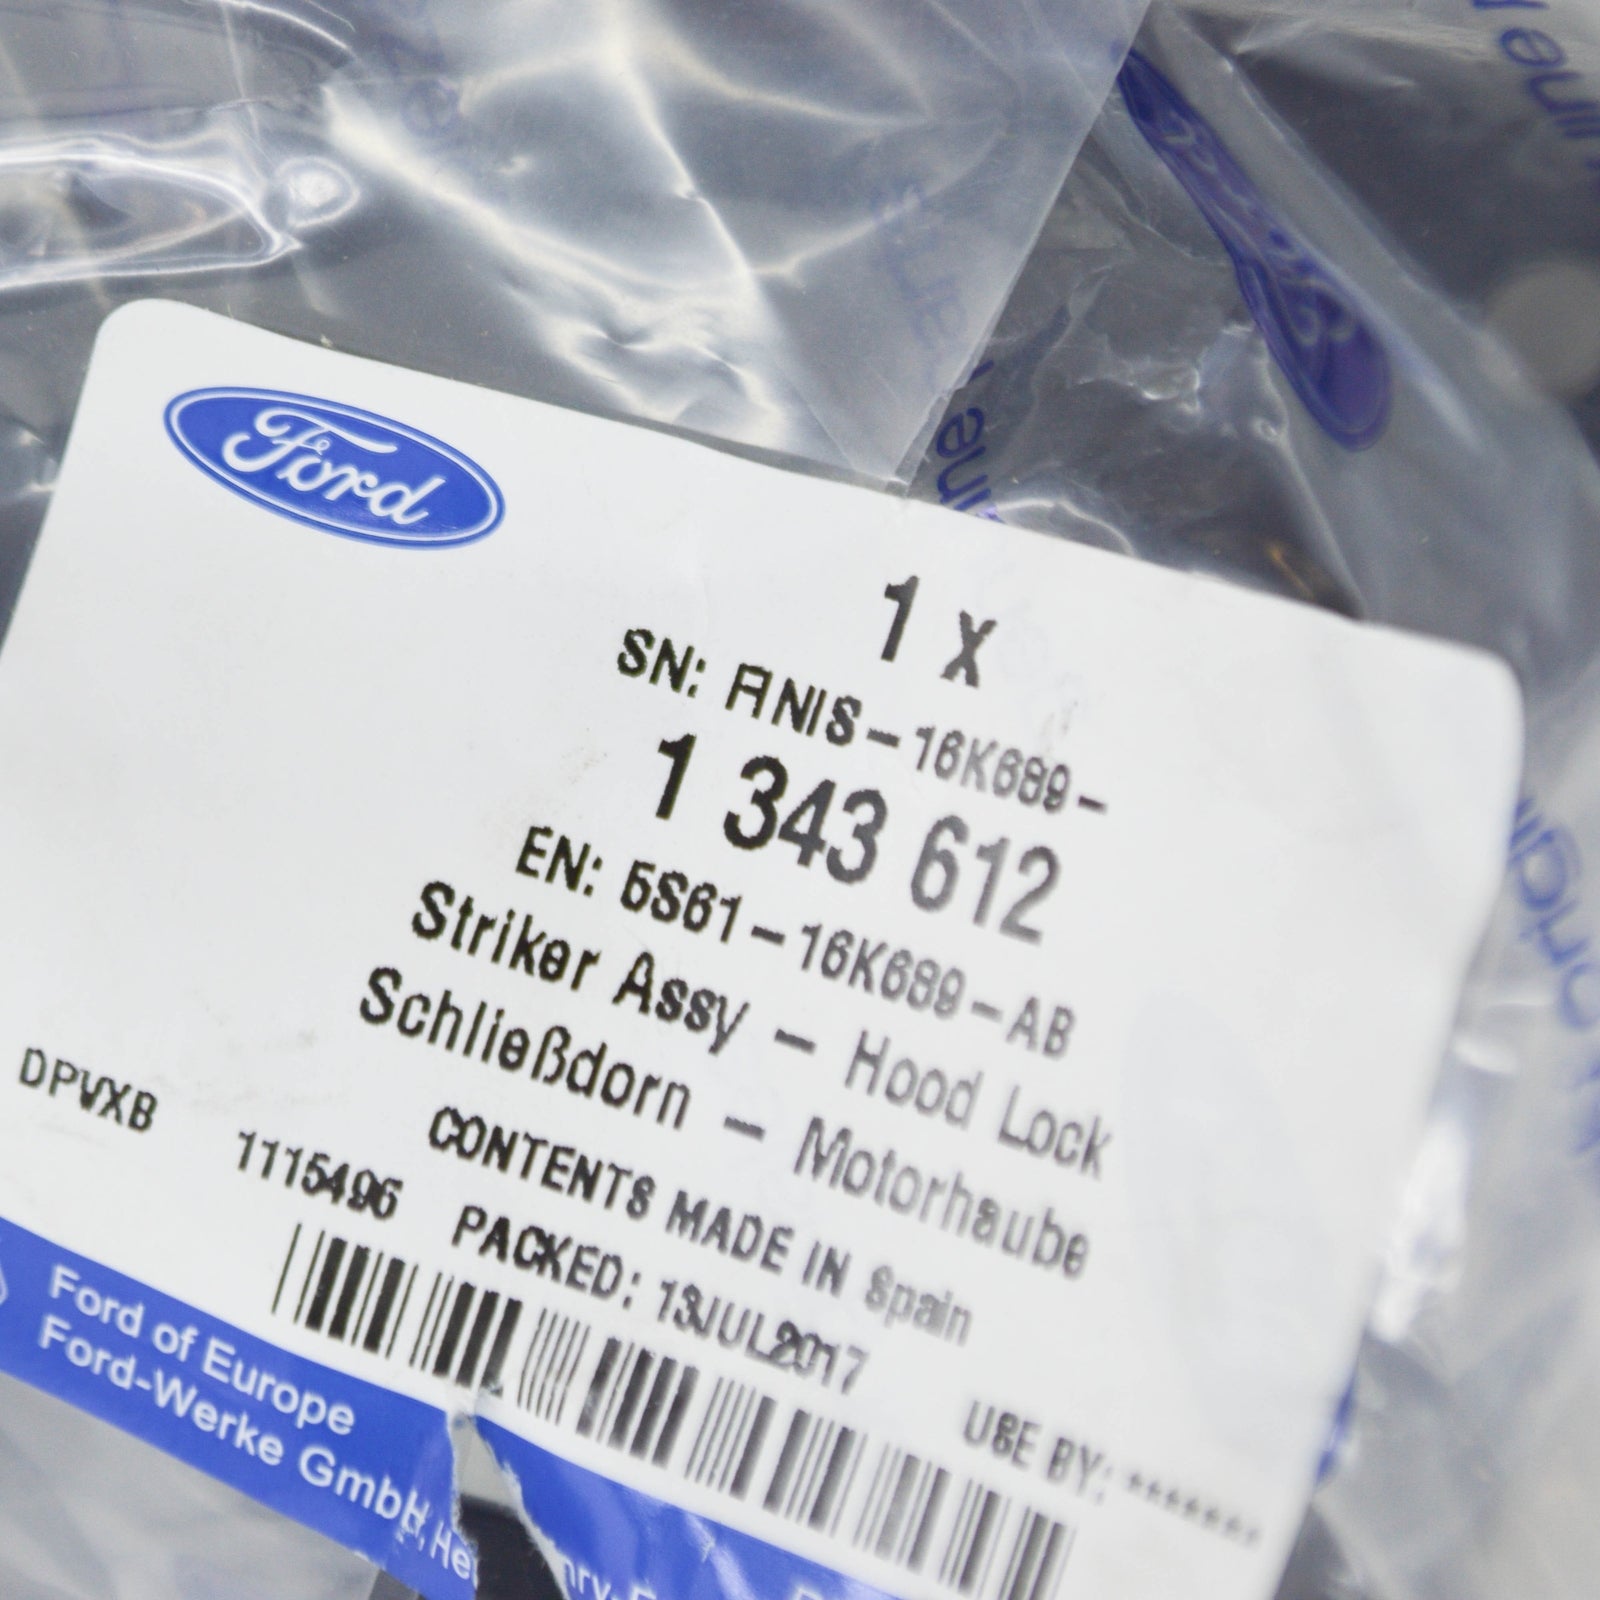 Ford
1 X
SN: FINIS-16K689-
1 343 612
EN: 5S61-16K689-AB
Striker Assy - Hood Lock
Schließdorn - Motorhaube
CONTENTS MADE IN Spain
DPVXB
1115496 PACKED: 13JUL2017
USE BY: *******
Ford of Europe
Ford-Werke GmbH,